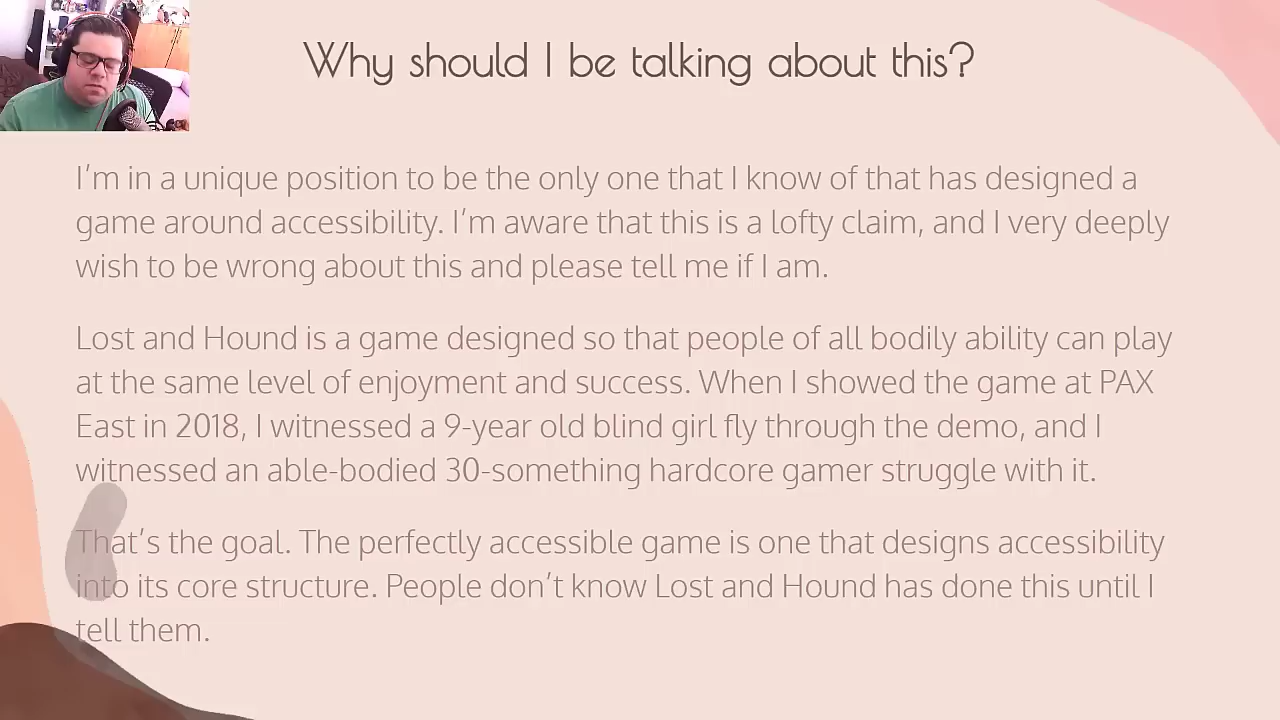 Why should I be talking about this?
I’m in a unique position to be the only one that I know of that has designed a
game around accessibility. I’m aware that this is a lofty claim, and I very deeply
wish to be wrong about this and please tell me if I am.
Lost and Hound is a game designed so that people of all bodily ability can play
at the same level of enjoyment and success. When I showed the game at PAX
East in 2018, I witnessed a 9-year old blind girl fly through the demo, and I
witnessed an able-bodied 30-something hardcore gamer struggle with it.
That’s the goal. The perfectly accessible game is one that designs accessibility
into its core structure. People don’t know Lost and Hound has done this until I
tell them.